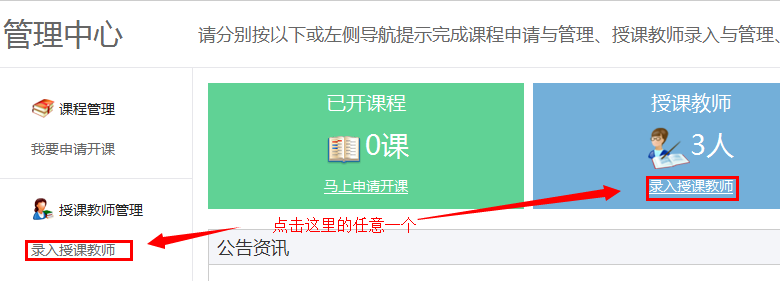 管理中心
请分别按以下或左侧导航提示完成课程申请与管理、授课教师录入与管理、
课程管理
我要申请开课
授课教师管理
录入授课教师
已开课程
0课
马上申请开课
授课教师
3人
录入授课教师
点击这里的任意一个
公告资讯